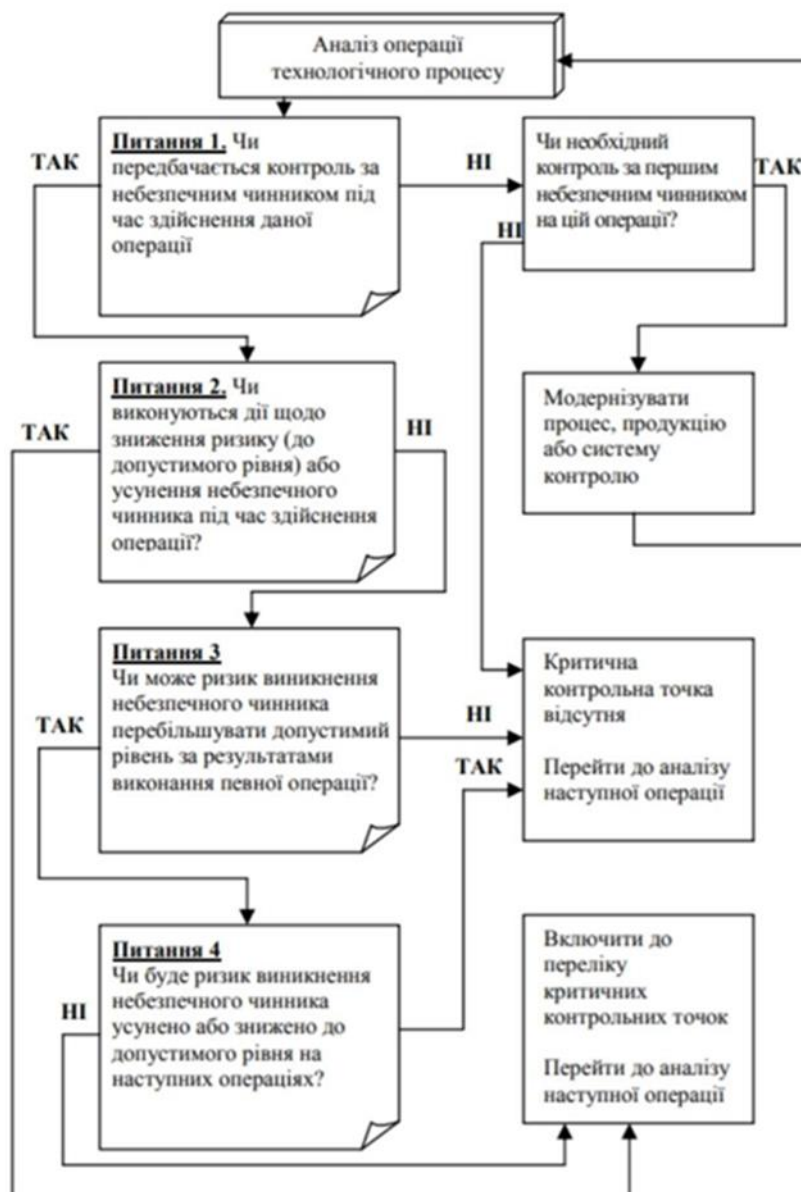 Аналіз операції
технологічного процесу
ТАК
Питання 1. Чи
передбачається контроль за
небезпечним чинником під
час здійснення даної
операції
НІ
Чи необхідний
контроль за першим
небезпечним чинником
на цій операції?
ТАК
НІ
Питання 2. Чи
виконуються дії щодо
зниження ризику (до
допустимого рівня) або
усунення небезпечного
чинника під час здійснення
операції?
ТАК
НІ
Модернізувати
процес, продукцію
або систему
контролю
Питання 3
Чи може ризик виникнення
небезпечного чинника
перебільшувати допустимий
рівень за результатами
виконання певної операції?
ТАК
НІ
ТАК
Критична
контрольна точка
відсутня
Перейти до аналізу
наступної операції
Питання 4
Чи буде ризик виникнення
небезпечного чинника
усунено або знижено до
допустимого рівня на
наступних операціях?
НІ
Включити до
переліку
критичних
контрольних точок
Перейти до аналізу
наступної операції